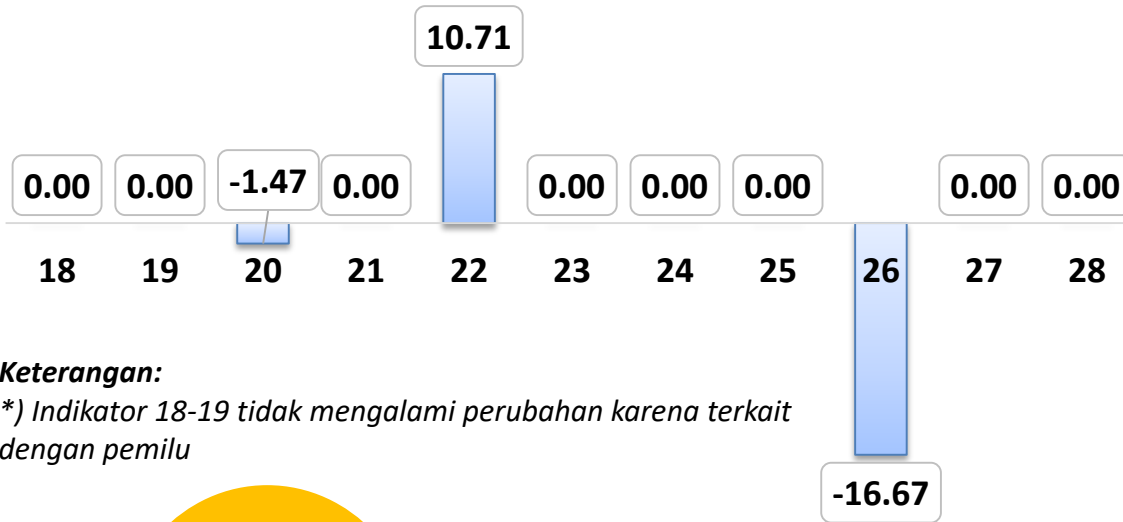 10.71
0.00 0.00 -1.47 0.00 0.00 0.00 0.00 0.00 0.00
18 19 20 21 22 23 24 25 26 27 28
Keterangan:
*) Indikator 18-19 tidak mengalami perubahan karena terkait
dengan pemilu
-16.67